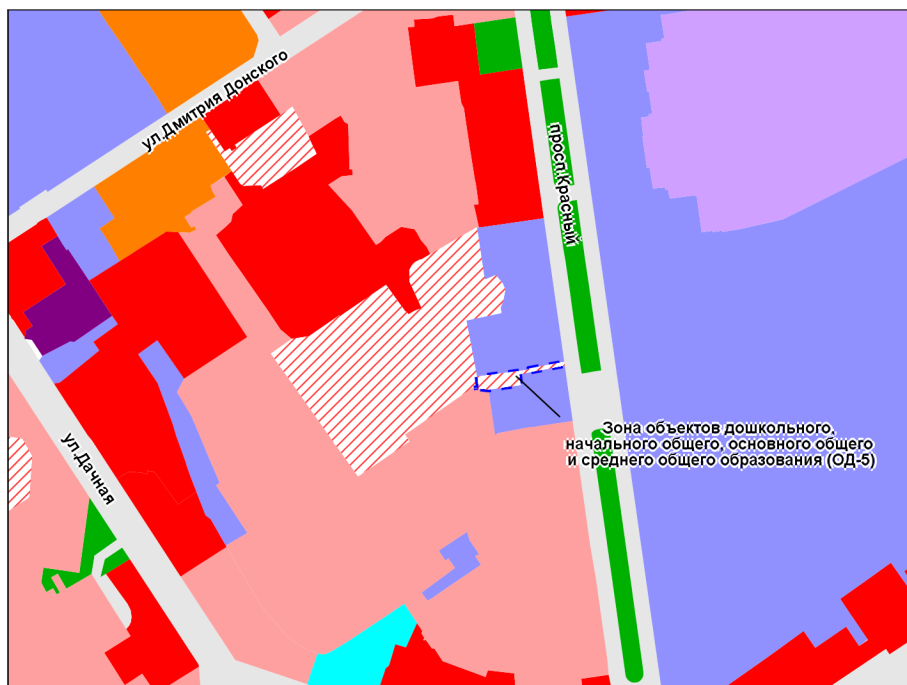 ул.Дмитрия Донского
просп.Красный
Зона объектов дошкольного,
начального общего, основного общего
и среднего общего образования (ОД-5)
ул.Дачная